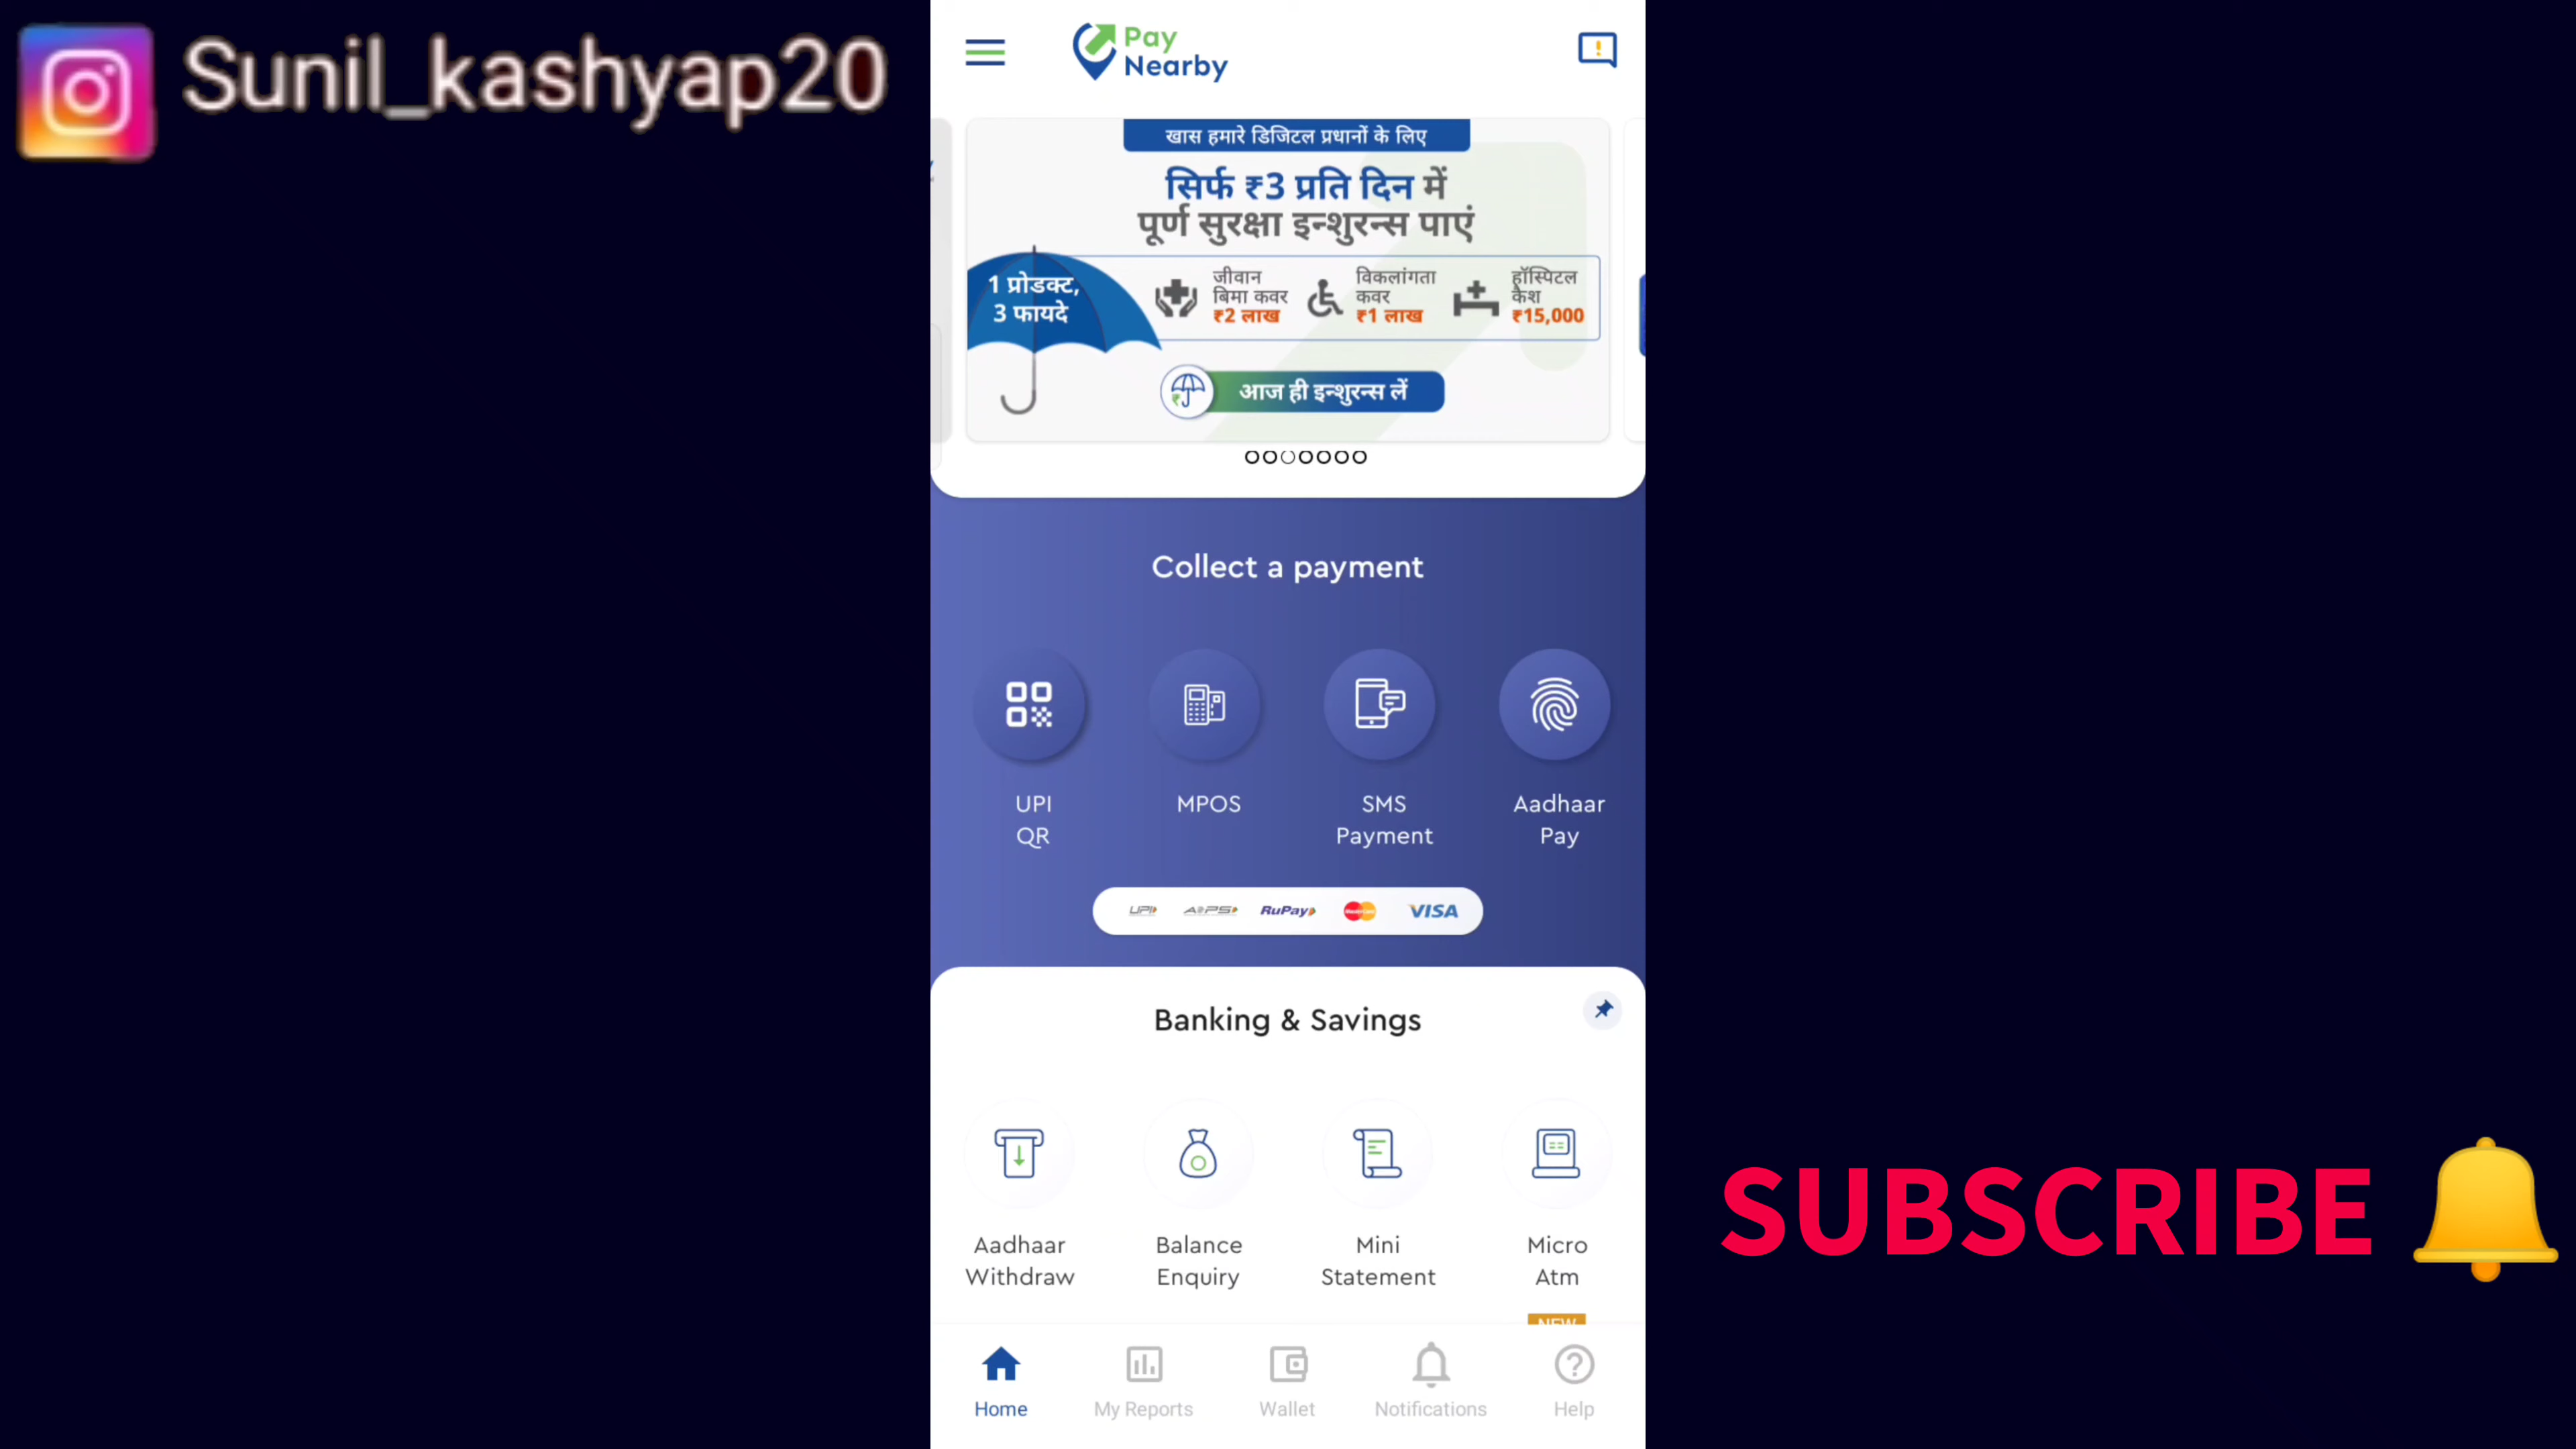 Sunil_kashyap20
Pay
Nearby
खास हमारे डिजिटल प्रधानों के लिए
सिर्फ ₹3 प्रति दिन में
पूर्ण सुरक्षा इन्शुरन्स पाएं
1 प्रोडक्ट,
3 फायदे
जीवान
बिमा कवर
₹2 लाख
विकलांगता
कवर
₹1 लाख
हॉस्पिटल
कैश
₹15,000
आज ही इन्शुरन्स लें
Collect a payment
UPI
QR
MPOS
SMS
Payment
Aadhaar
Pay
UPI AePS RuPay MasterCard VISA
Banking & Savings
Aadhaar
Withdraw
Balance
Enquiry
Mini
Statement
Micro
Atm
NEW
Home My Reports Wallet Notifications Help
SUBSCRIBE